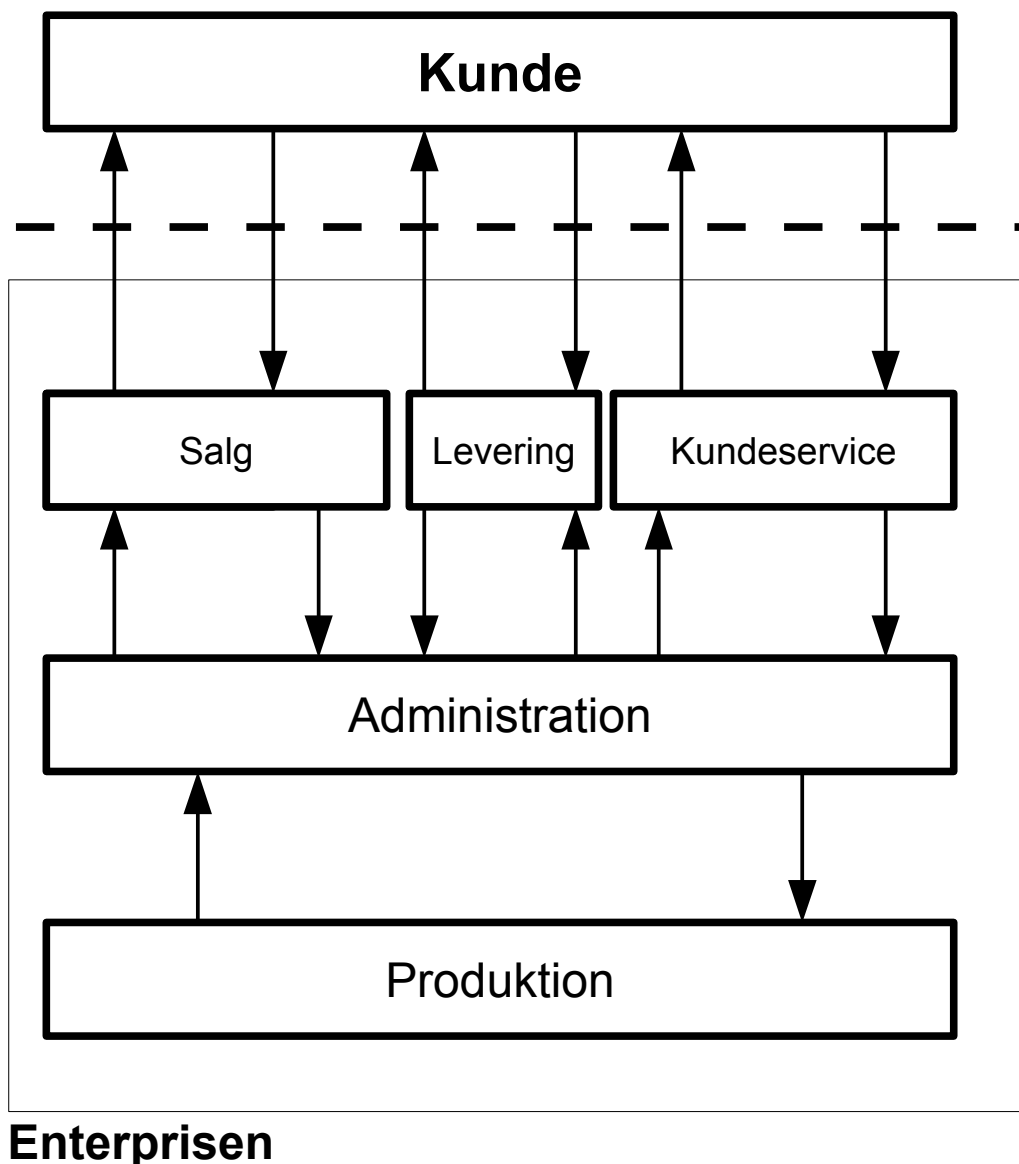 Kunde
Salg
Levering
Kundeservice
Administration
Produktion
Enterprisen